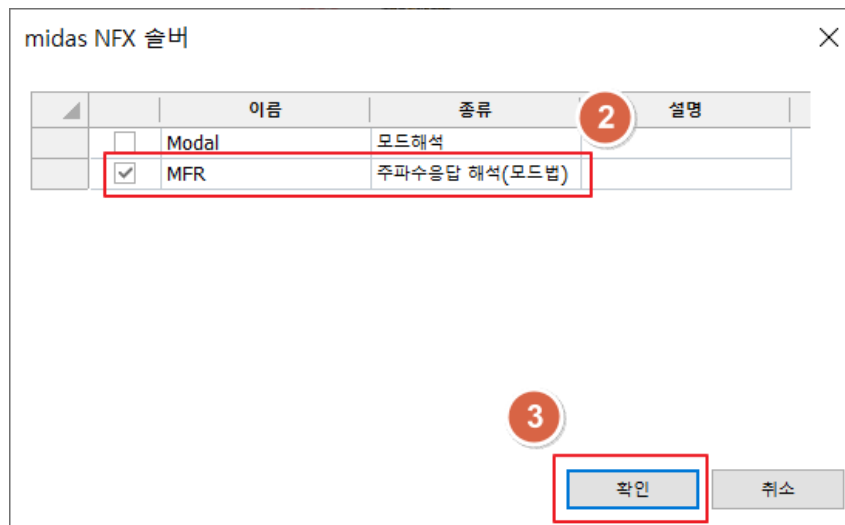 midas NFX 솔버
이름 종류 설명
2
Modal 모드해석
MFR 주파수응답 해석(모드법)
3
확인 취소